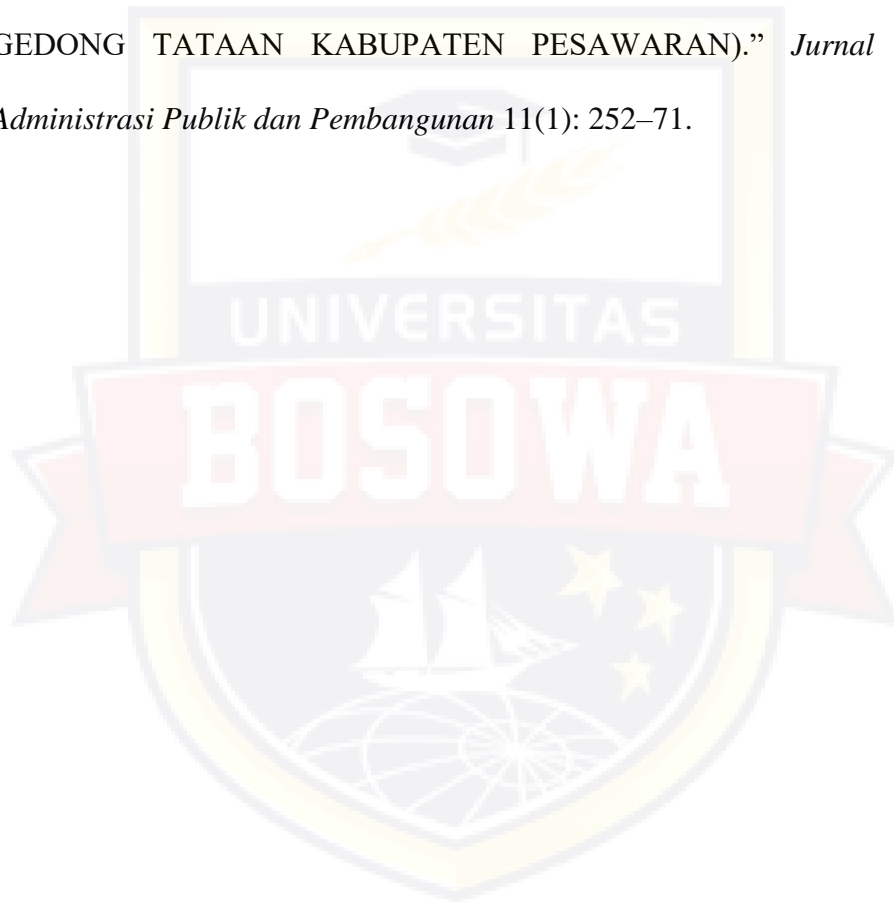 GEDONG TATAAN KABUPATEN PESAWARAN).” Jurnal
Administrasi Publik dan Pembangunan 11(1): 252–71.
UNIVERSITAS
BOSOWA